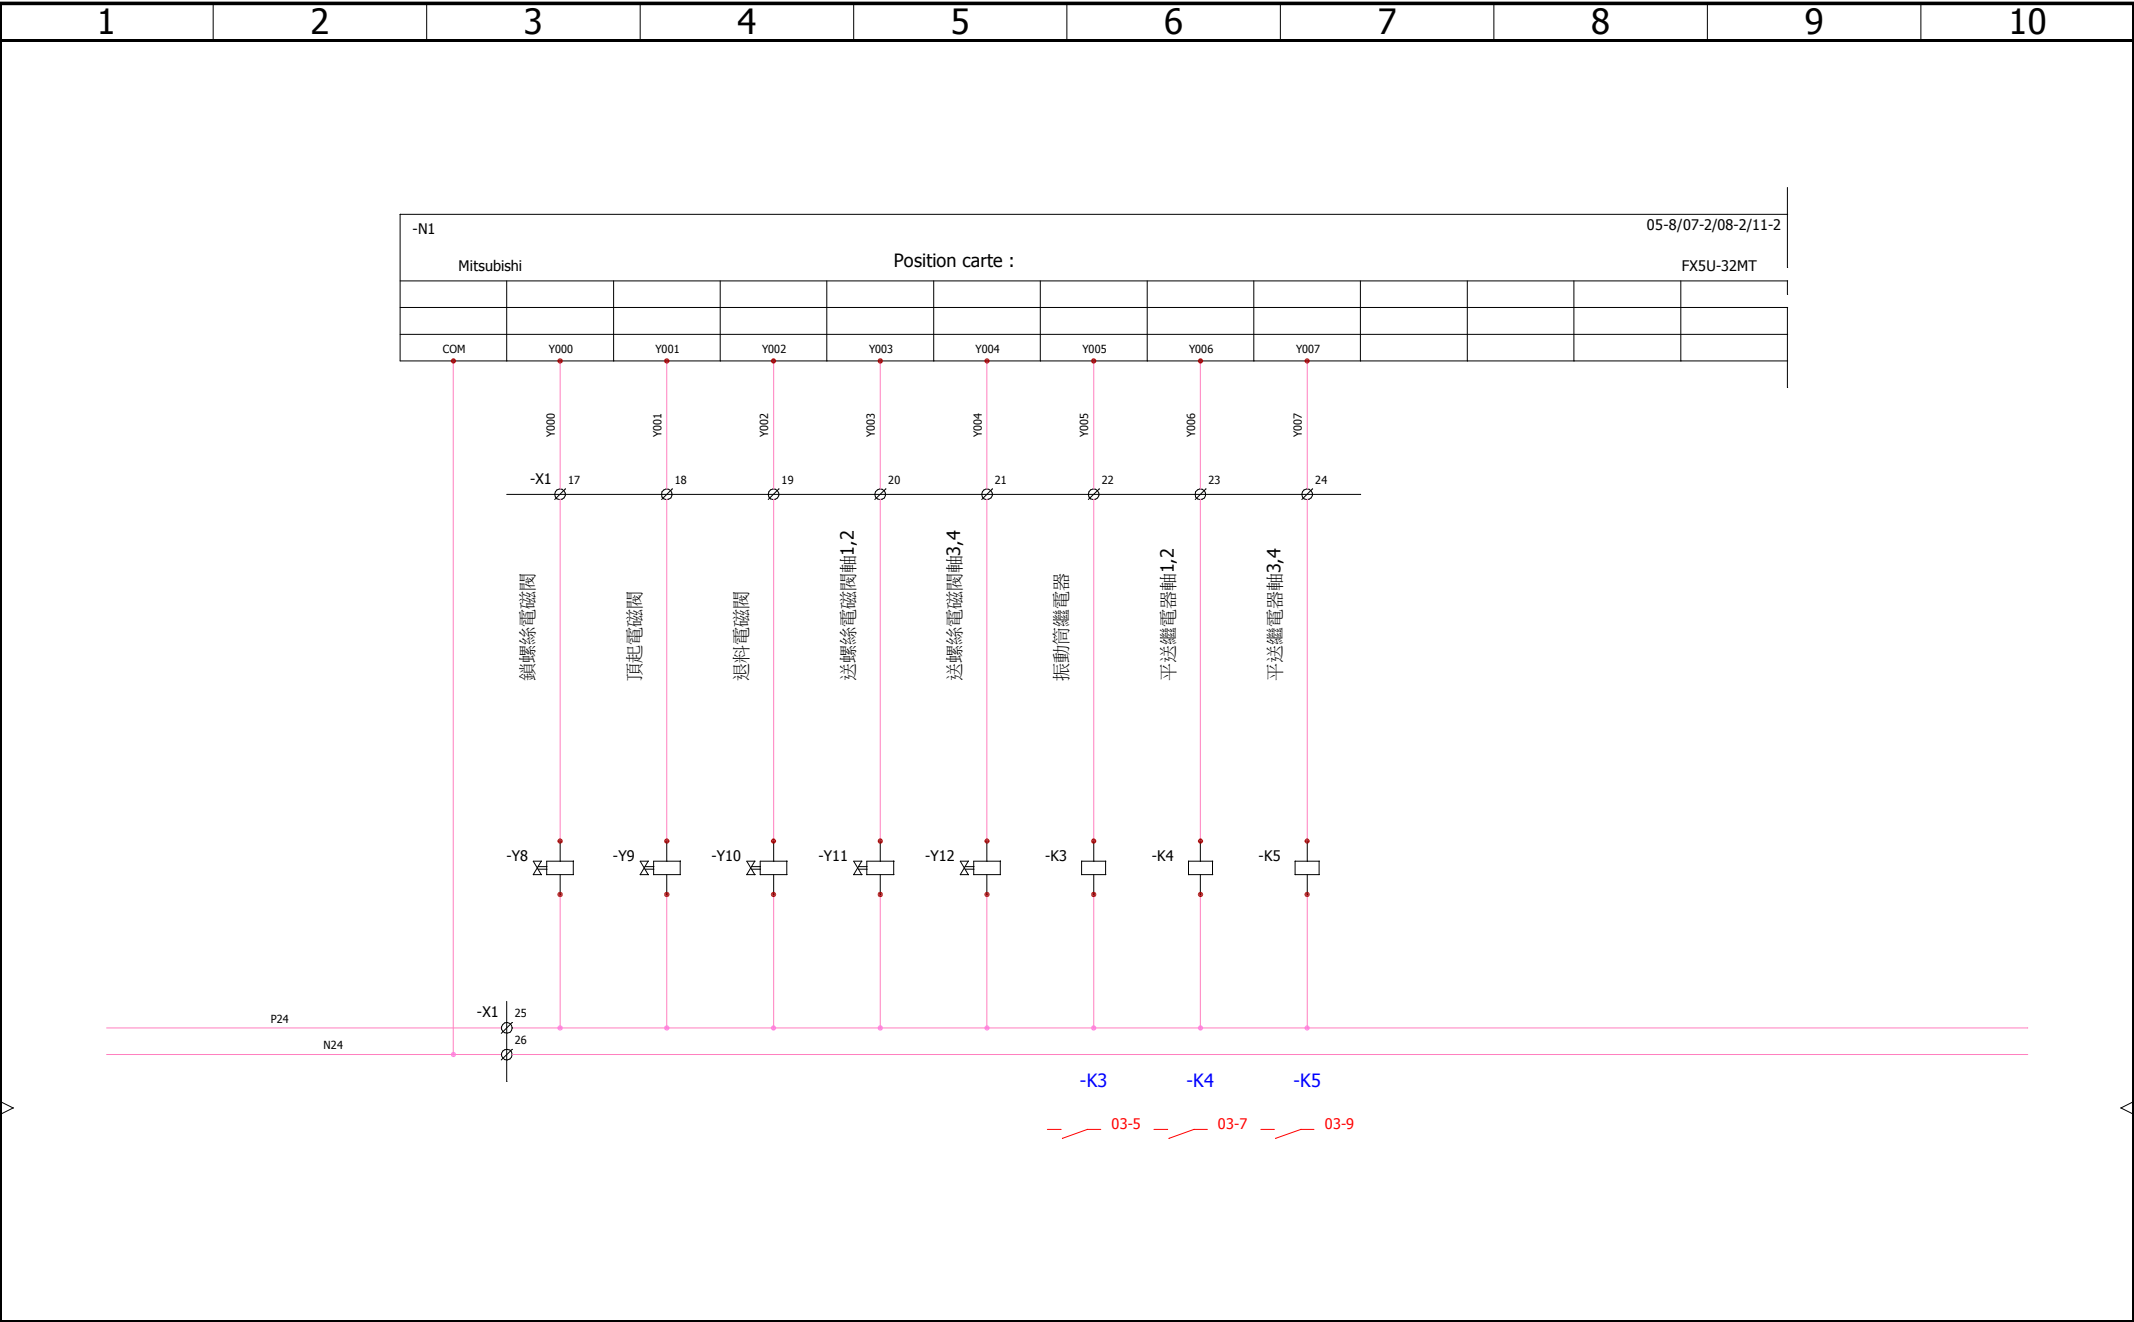 1 2 3 4 5 6 7 8 9 10
-N1 05-8/07-2/08-2/11-2
Mitsubishi Position carte : FX5U-32MT
COM Y000 Y001 Y002 Y003 Y004 Y005 Y006 Y007
Y000 Y001 Y002 Y003 Y004 Y005 Y006 Y007
-X1 17 18 19 20 21 22 23 24
鎖螺絲電磁閥
頂起電磁閥
退料電磁閥
送螺絲電磁閥軸1,2
送螺絲電磁閥軸3,4
振動筒繼電器
平送繼電器軸1,2
平送繼電器軸3,4
-Y8 -Y9 -Y10 -Y11 -Y12 -K3 -K4 -K5
P24 -X1 25
N24 26
-K3 -K4 -K5
03-5 03-7 03-9